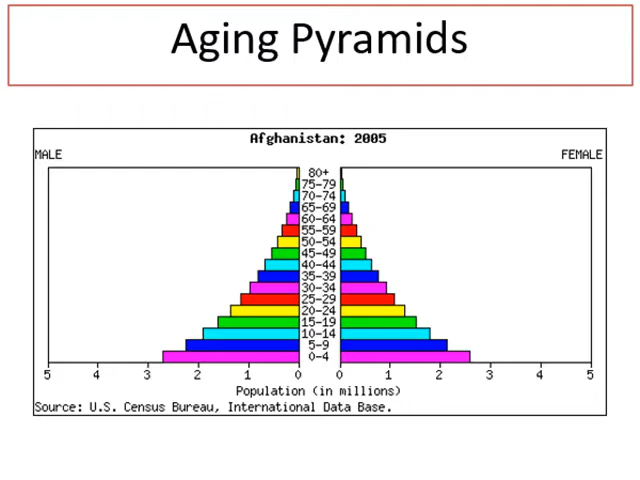 Aging Pyramids
Afghanistan: 2005
MALE FEMALE
80+
75-79
70-74
65-69
60-64
55-59
50-54
45-49
40-44
35-39
30-34
25-29
20-24
15-19
10-14
5-9
0-4
5 4 3 2 1 0 0 1 2 3 4 5
Population (in millions)
Source: U.S. Census Bureau, International Data Base.